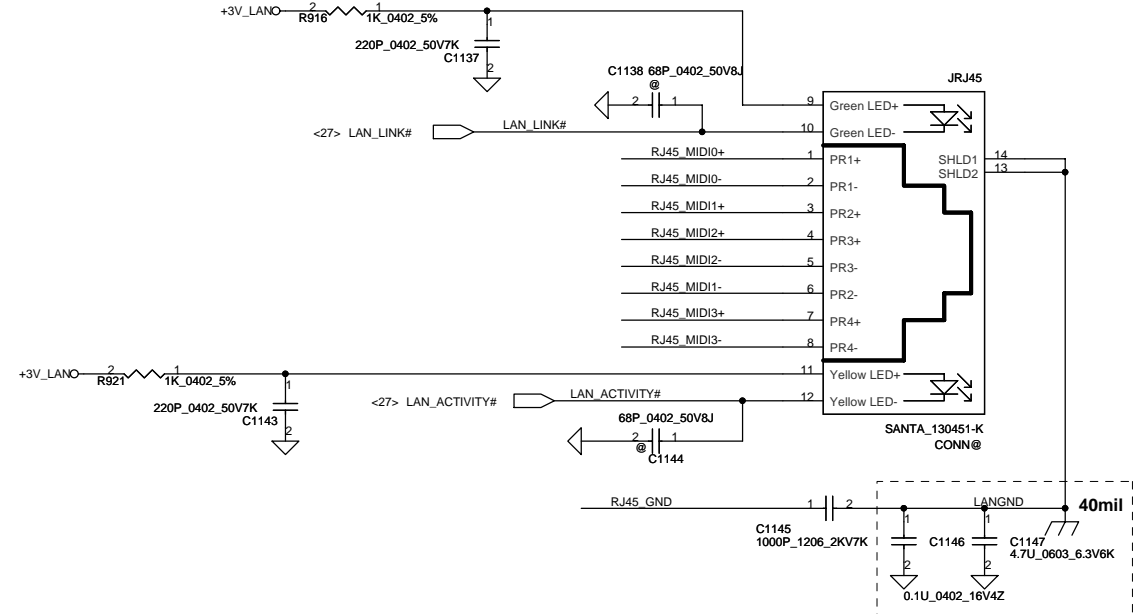 +3V_LAN
2
1
R916
1K_0402_5%
1
220P_0402_50V7K
C1137
2
C1138 68P_0402_50V8J
@
2
1
JRJ45
9
Green LED+
<27> LAN_LINK#
LAN_LINK#
10
Green LED-
RJ45_MIDI0+
1
PR1+
SHLD1
14
SHLD2
13
RJ45_MIDI0-
2
PR1-
RJ45_MIDI1+
3
PR2+
RJ45_MIDI2+
4
PR3+
RJ45_MIDI2-
5
PR3-
RJ45_MIDI1-
6
PR2-
RJ45_MIDI3+
7
PR4+
RJ45_MIDI3-
8
PR4-
+3V_LAN
2
1
R921
1K_0402_5%
11
Yellow LED+
1
220P_0402_50V7K
C1143
2
<27> LAN_ACTIVITY#
LAN_ACTIVITY#
12
Yellow LED-
68P_0402_50V8J
2
1
@
C1144
SANTA_130451-K
CONN@
RJ45_GND
1
2
LANGND
40mil
C1145
1000P_1206_2KV7K
1
C1146
2
1
C1147
4.7U_0603_6.3V6K
2
0.1U_0402_16V4Z